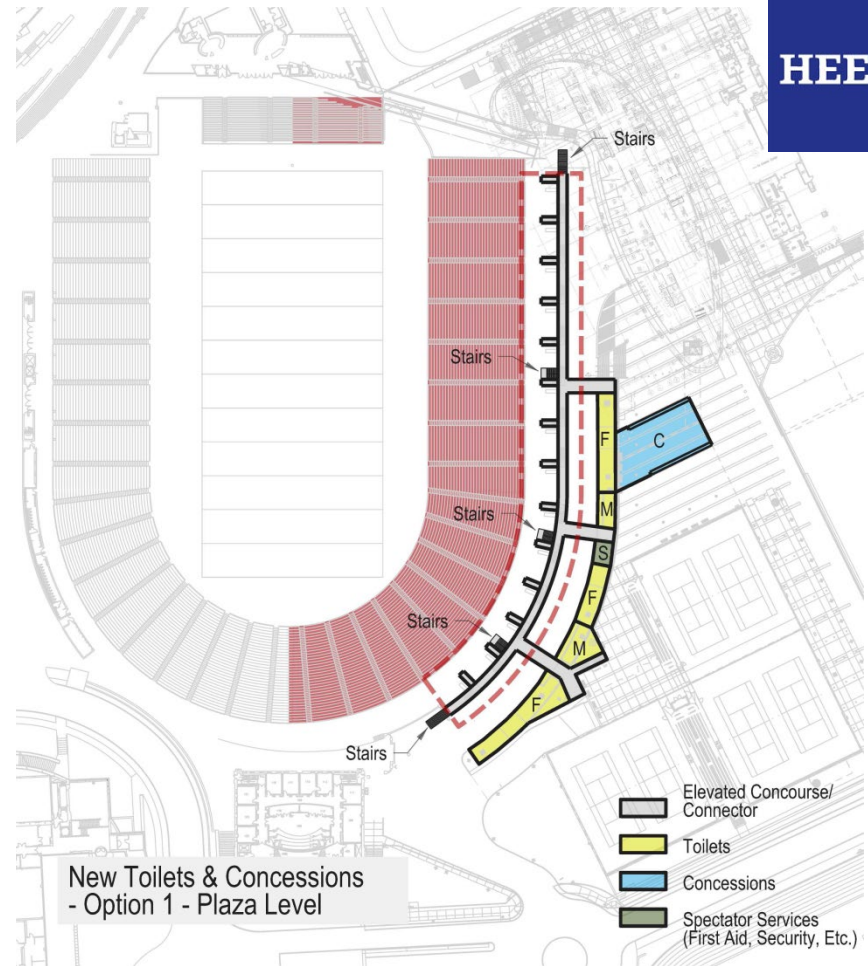 HEE
Stairs
Stairs
F
C
M
Stairs
S
F
Stairs
M
F
Stairs
Elevated Concourse/
Connector
Toilets
Concessions
Spectator Services
(First Aid, Security, Etc.)
New Toilets & Concessions
- Option 1 - Plaza Level